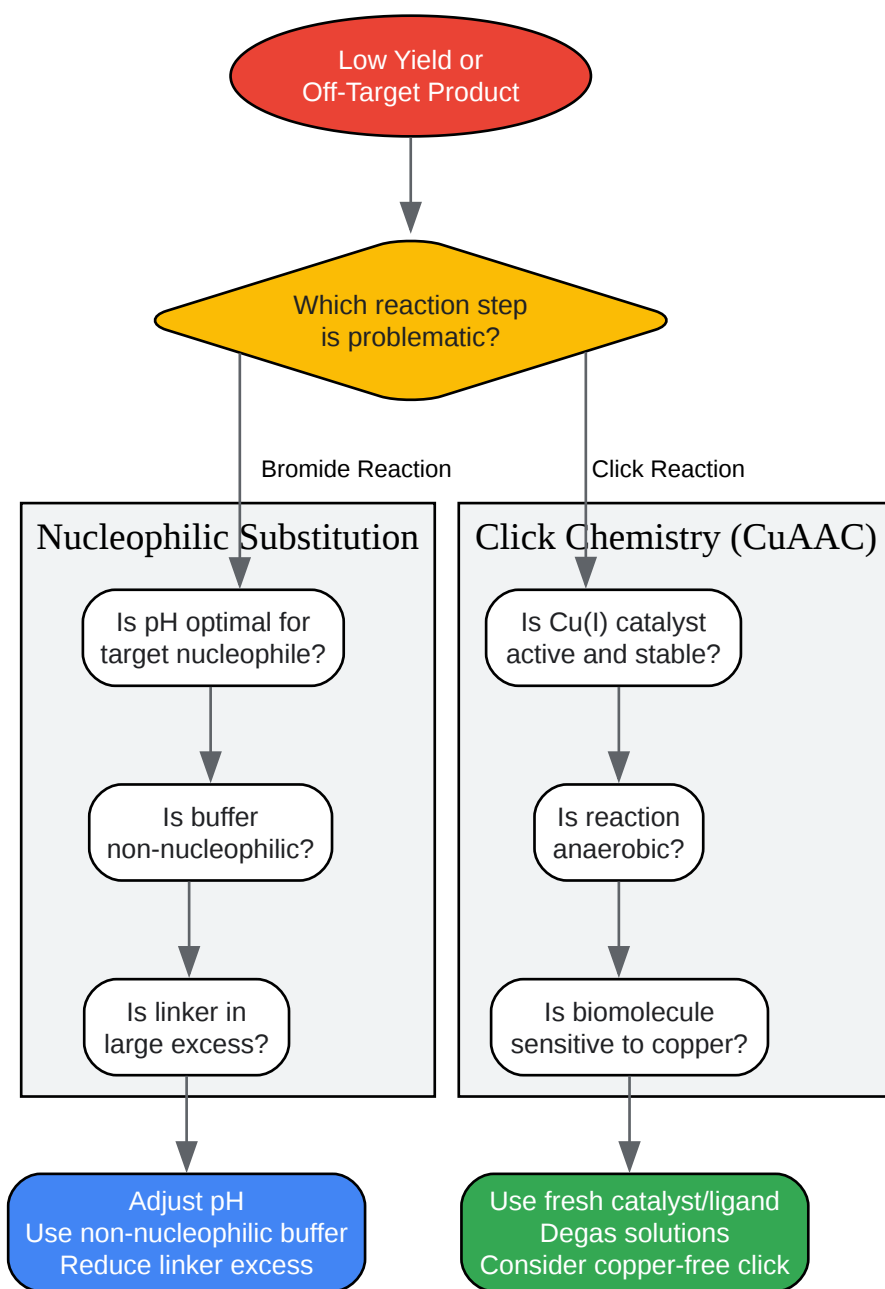 Low Yield or
Off-Target Product
Which reaction step
is problematic?
Bromide Reaction
Click Reaction
Nucleophilic Substitution
Is pH optimal for
target nucleophile?
Is buffer
non-nucleophilic?
Is linker in
large excess?
Adjust pH
Use non-nucleophilic buffer
Reduce linker excess
Click Chemistry (CuAAC)
Is Cu(I) catalyst
active and stable?
Is reaction
anaerobic?
Is biomolecule
sensitive to copper?
Use fresh catalyst/ligand
Degas solutions
Consider copper-free click